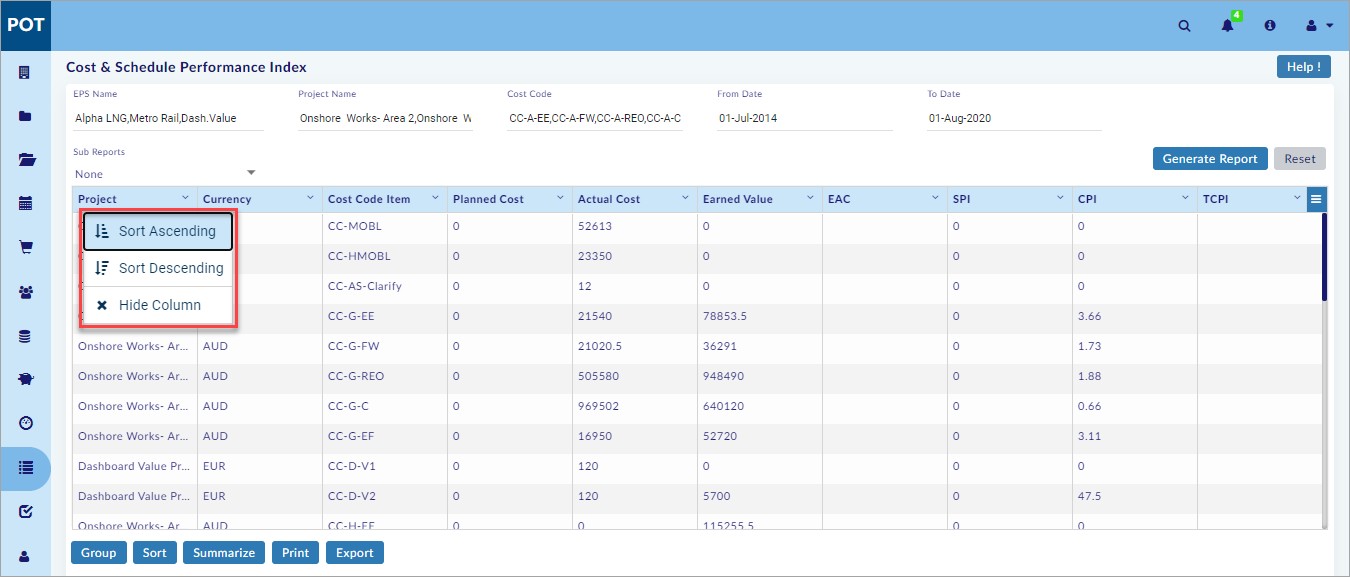 POT
4
Cost & Schedule Performance Index
Help !
EPS Name Project Name Cost Code From Date To Date
Alpha LNG,Metro Rail,Dash.Value Onshore Works- Area 2,Onshore W CC-A-EE,CC-A-FW,CC-A-REO,CC-A-C 01-Jul-2014 01-Aug-2020
Sub Reports
None
Generate Report Reset
Project Currency Cost Code Item Planned Cost Actual Cost Earned Value EAC SPI CPI TCPI
Sort Ascending
Sort Descending
Hide Column
CC-MOBL 0 52613 0 0 0
CC-HMOBL 0 23350 0 0 0
CC-AS-Clarify 0 12 0 0 0
CC-G-EE 0 21540 78853.5 0 3.66
Onshore Works- Ar... AUD CC-G-FW 0 21020.5 36291 0 1.73
Onshore Works- Ar... AUD CC-G-REO 0 505580 948490 0 1.88
Onshore Works- Ar... AUD CC-G-C 0 969502 640120 0 0.66
Onshore Works- Ar... AUD CC-G-EF 0 16950 52720 0 3.11
Dashboard Value Pr... EUR CC-D-V1 0 120 0 0 0
Dashboard Value Pr... EUR CC-D-V2 0 120 5700 0 47.5
Onshore Works- Ar... AUD CC-H-EE 0 0 115255.5 0 0
Group Sort Summarize Print Export